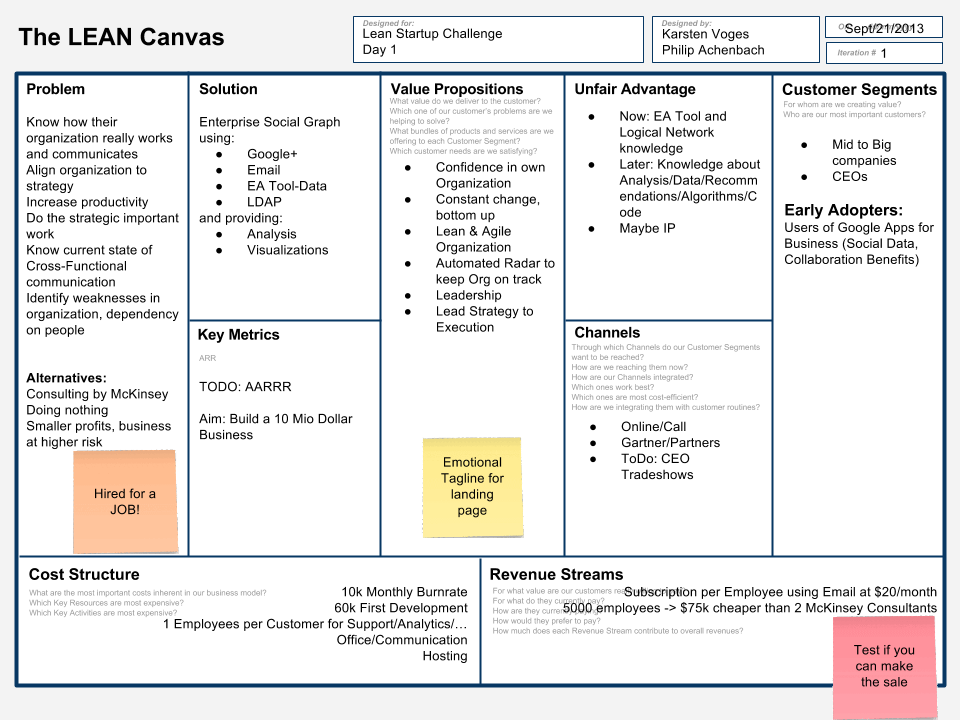 The LEAN Canvas
Designed for:
Lean Startup Challenge
Day 1
Designed by:
Karsten Voges
Philip Achenbach
Sept/21/2013
Iteration #
1
Problem
Know how their
organization really works
and communicates
Align organization to
strategy
Increase productivity
Do the strategic important
work
Know current state of
Cross-Functional
communication
Identify weaknesses in
organization, dependency
on people
Alternatives:
Consulting by McKinsey
Doing nothing
Smaller profits, business
at higher risk
Hired for a
JOB!
Solution
Enterprise Social Graph
using:
● Google+
● Email
● EA Tool-Data
● LDAP
and providing:
● Analysis
● Visualizations
Key Metrics
ARR
TODO: AARRR
Aim: Build a 10 Mio Dollar
Business
Value Propositions
What value do we deliver to the customer?
Which one of our customer's problems are we
helping to solve?
What bundles of products and services are we
offering to each Customer Segment?
Which customer needs are we satisfying?
● Confidence in own
Organization
● Constant change,
bottom up
● Lean & Agile
Organization
● Automated Radar to
keep Org on track
● Leadership
● Lead Strategy to
Execution
Emotional
Tagline for
landing
page
Unfair Advantage
● Now: EA Tool and
Logical Network
knowledge
● Later: Knowledge about
Analysis/Data/Recomm
endations/Algorithms/C
ode
● Maybe IP
Channels
Through which Channels do our Customer Segments
want to be reached?
How are we reaching them now?
How are our Channels integrated?
Which ones work best?
Which ones are most cost-efficient?
How are we integrating them with customer routines?
● Online/Call
● Gartner/Partners
● ToDo: CEO
Tradeshows
Customer Segments
For whom are we creating value?
Who are our most important customers?
● Mid to Big
companies
● CEOs
Early Adopters:
Users of Google Apps for
Business (Social Data,
Collaboration Benefits)
Cost Structure
What are the most important costs inherent in our business model?
Which Key Resources are most expensive?
Which Key Activities are most expensive?
10k Monthly Burnrate
60k First Development
1 Employees per Customer for Support/Analytics/…
Office/Communication
Hosting
Revenue Streams
For what value are our customers
Subscription per Employee using Email at $20/month
For what do they currently pay?
5000 employees -> $75k cheaper than 2 McKinsey Consultants
How are they currently
How would they prefer to pay?
How much does each Revenue Stream contribute to overall revenues?
Test if you
can make
the sale